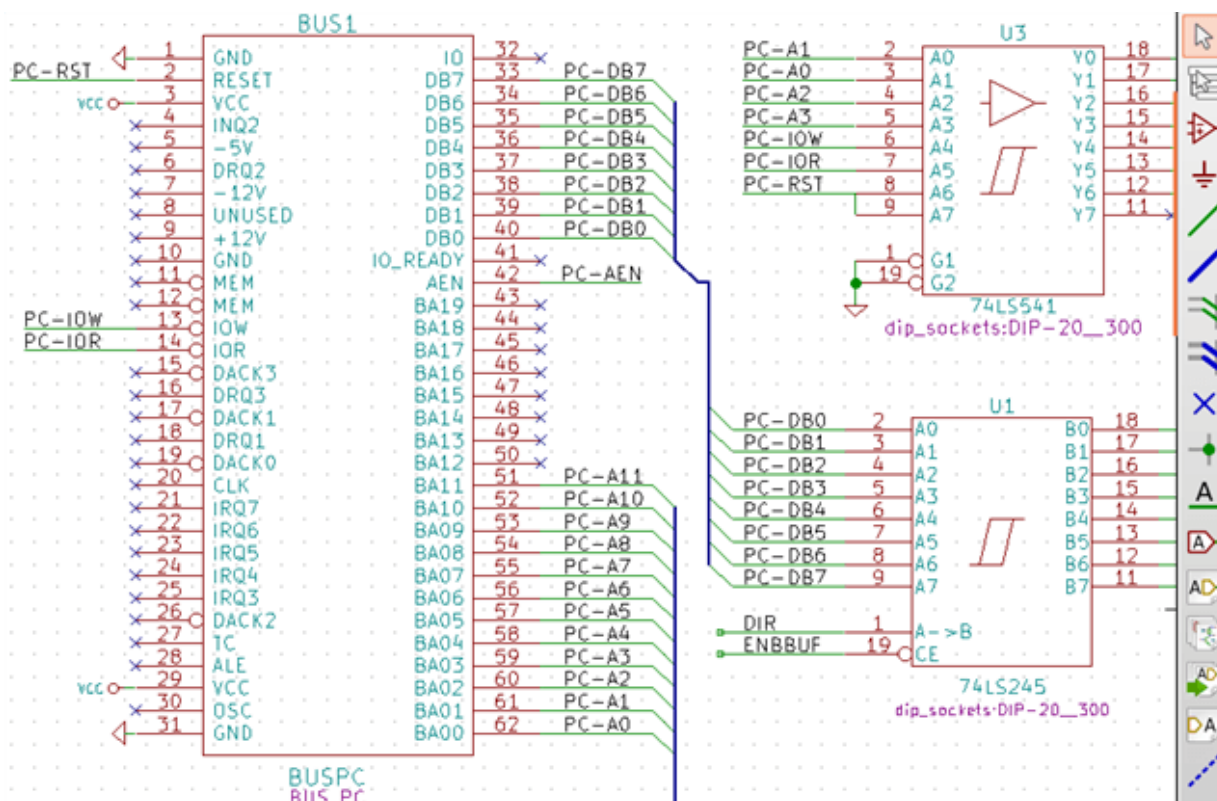 BUS1
1 GND IO 32
PC-RST 2 RESET DB7 33 PC-DB7
VCC 3 VCC DB6 34 PC-DB6
4 INQ2 DB5 35 PC-DB5
5 -5V DB4 36 PC-DB4
6 DRQ2 DB3 37 PC-DB3
7 -12V DB2 38 PC-DB2
8 UNUSED DB1 39 PC-DB1
9 +12V DB0 40 PC-DB0
10 GND IO_READY 41
11 MEM AEN 42 PC-AEN
12 MEM BA19 43
PC-IOW 13 IOW BA18 44
PC-IOR 14 IOR BA17 45
15 DACK3 BA16 46
16 DRQ3 BA15 47
17 DACK1 BA14 48
18 DRQ1 BA13 49
19 DACK0 BA12 50
20 CLK BA11 51 PC-A11
21 IRQ7 BA10 52 PC-A10
22 IRQ6 BA09 53 PC-A9
23 IRQ5 BA08 54 PC-A8
24 IRQ4 BA07 55 PC-A7
25 IRQ3 BA06 56 PC-A6
26 DACK2 BA05 57 PC-A5
27 TC BA04 58 PC-A4
28 ALE BA03 59 PC-A3
VCC 29 VCC BA02 60 PC-A2
30 OSC BA01 61 PC-A1
31 GND BA00 62 PC-A0
BUSPC
BUS_PC
U3
PC-A1 2 A0 Y0 18
PC-A0 3 A1 Y1 17
PC-A2 4 A2 Y2 16
PC-A3 5 A3 Y3 15
PC-IOW 6 A4 Y4 14
PC-IOR 7 A5 Y5 13
PC-RST 8 A6 Y6 12
9 A7 Y7 11
1 G1
19 G2
74LS541
dip_sockets:DIP-20__300
U1
PC-DB0 2 A0 B0 18
PC-DB1 3 A1 B1 17
PC-DB2 4 A2 B2 16
PC-DB3 5 A3 B3 15
PC-DB4 6 A4 B4 14
PC-DB5 7 A5 B5 13
PC-DB6 8 A6 B6 12
PC-DB7 9 A7 B7 11
DIR 1 A->B
ENBBUF 19 CE
74LS245
dip_sockets:DIP-20__300
A
A
AD
AD
DA